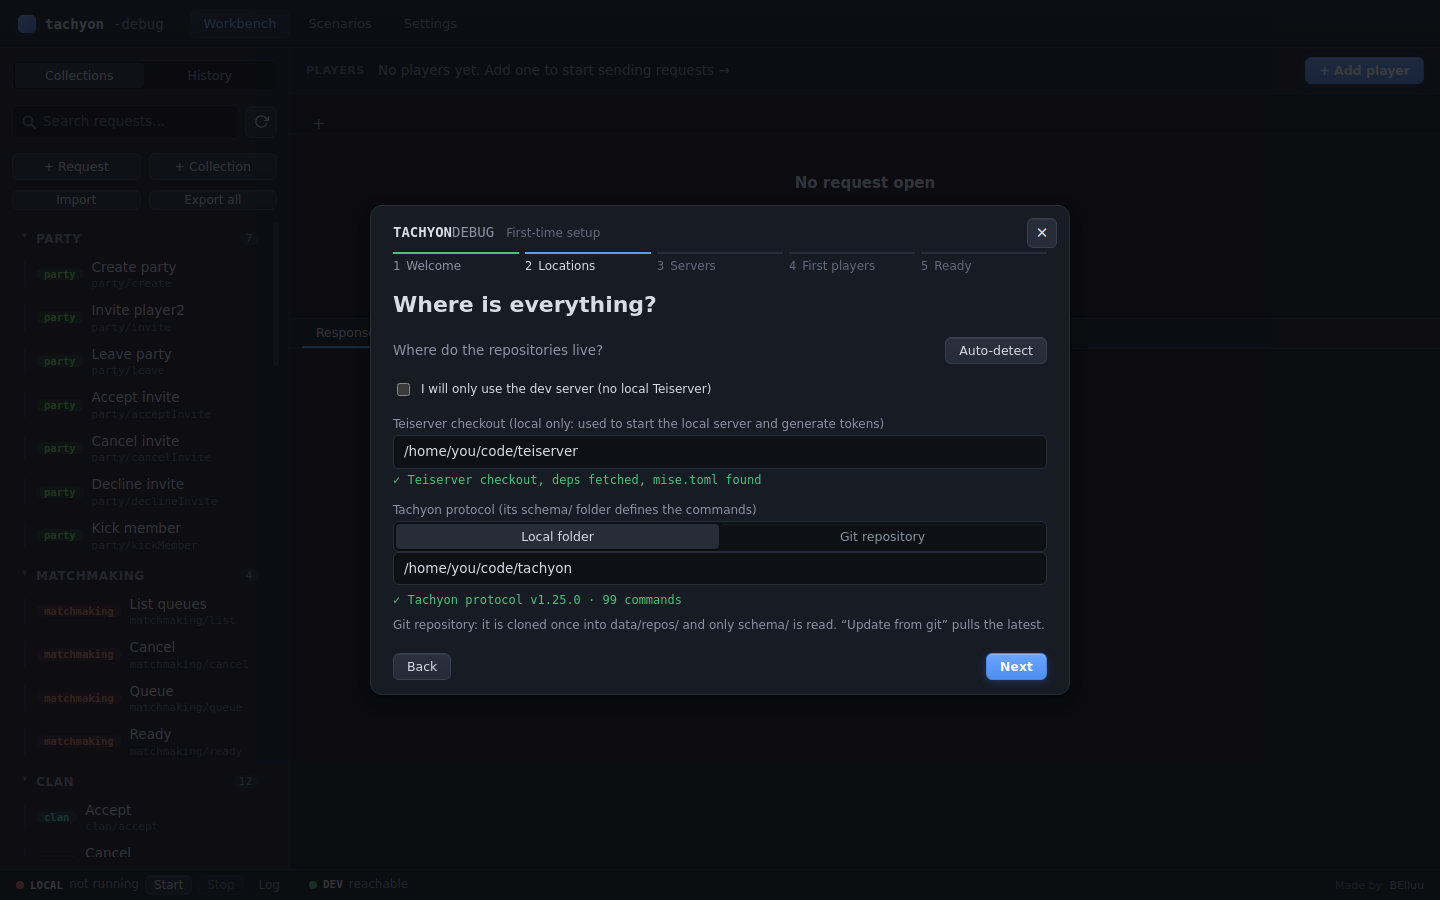 tachyon -debug
Workbench
Scenarios
Settings
Collections
History
PLAYERS No players yet. Add one to start sending requests →
+ Add player
Search requests...
+
+ Request
+ Collection
Import
Export all
No request open
PARTY 7
party Create party
party/create
party Invite player2
party/invite
party Leave party
party/leave
party Accept invite
party/acceptInvite
party Cancel invite
party/cancelInvite
party Decline invite
party/declineInvite
party Kick member
party/kickMember
MATCHMAKING 4
matchmaking List queues
matchmaking/list
matchmaking Cancel
matchmaking/cancel
matchmaking Queue
matchmaking/queue
matchmaking Ready
matchmaking/ready
CLAN 12
clan Accept
clan/accept
Cancel
Respons
TACHYONDEBUG First-time setup
✕
1 Welcome
2 Locations
3 Servers
4 First players
5 Ready
Where is everything?
Where do the repositories live?
Auto-detect
I will only use the dev server (no local Teiserver)
Teiserver checkout (local only: used to start the local server and generate tokens)
/home/you/code/teiserver
✓ Teiserver checkout, deps fetched, mise.toml found
Tachyon protocol (its schema/ folder defines the commands)
Local folder
Git repository
/home/you/code/tachyon
✓ Tachyon protocol v1.25.0 · 99 commands
Git repository: it is cloned once into data/repos/ and only schema/ is read. “Update from git” pulls the latest.
Back
Next
LOCAL not running
Start
Stop
Log
DEV reachable
Made by BEIluu